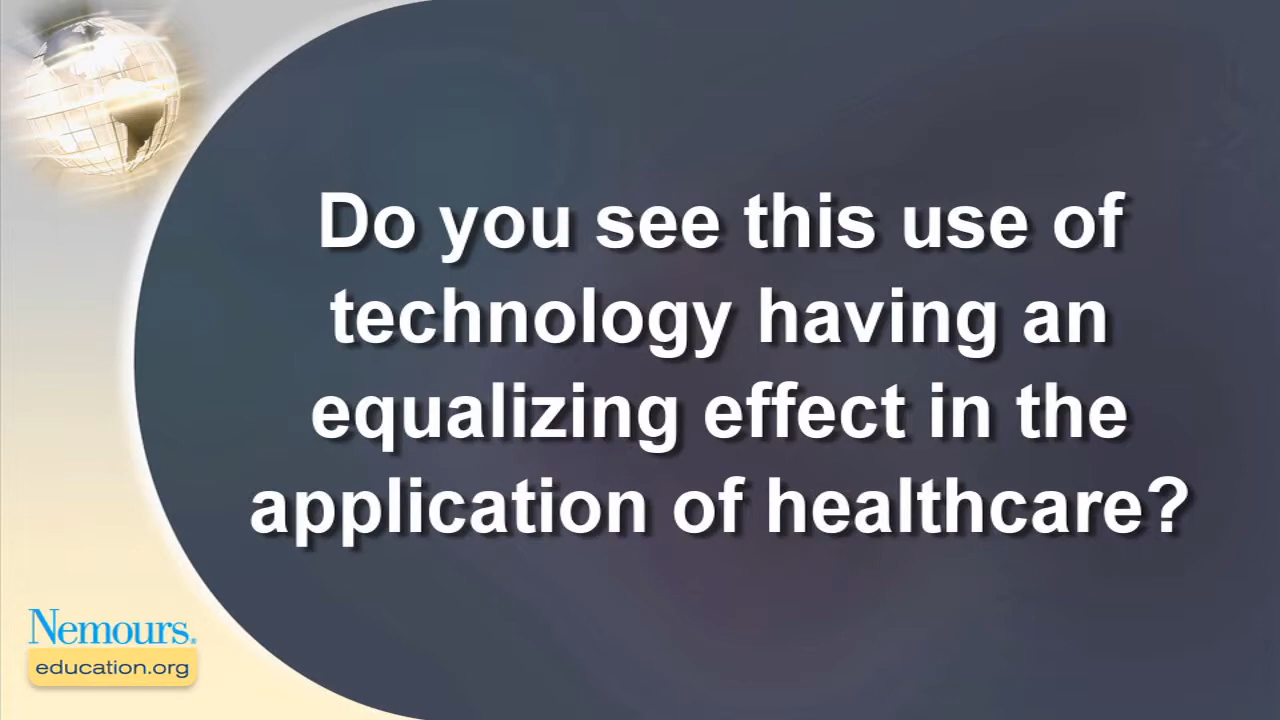 Do you see this use of
technology having an
equalizing effect in the
application of healthcare?
Nemours.
education.org